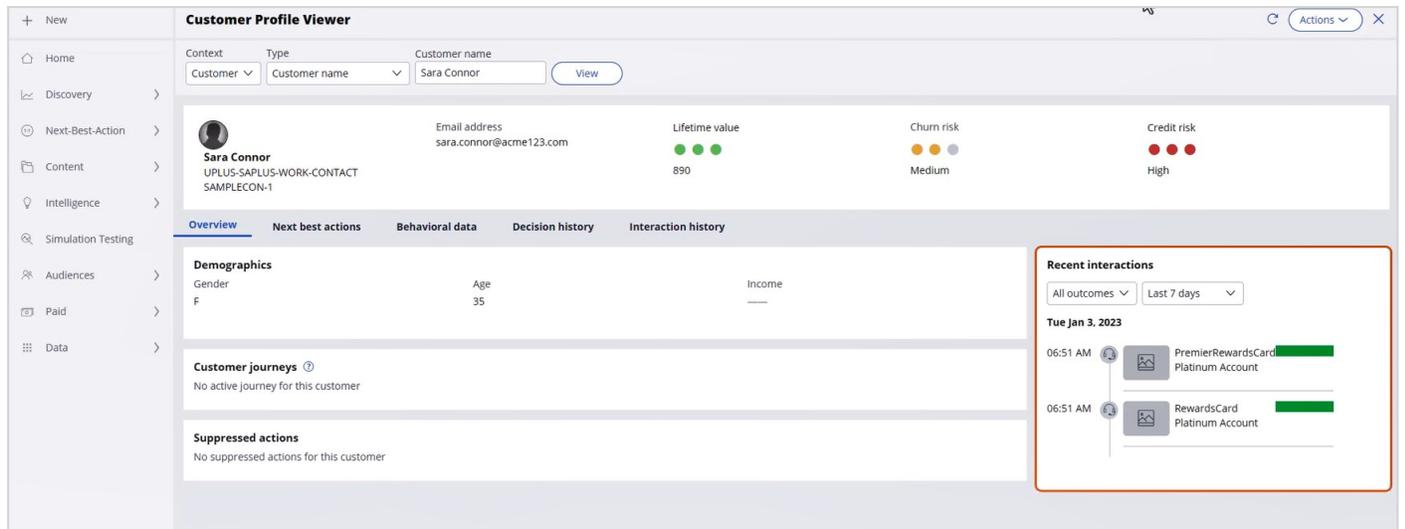 New
Customer Profile Viewer
Actions
Home
Discovery
Next-Best-Action
Content
Intelligence
Simulation Testing
Audiences
Paid
Data
Context
Type
Customer name
Customer
Customer name
Sara Connor
View
Sara Connor
UPLUS-SAPLUS-WORK-CONTACT
SAMPLECON-1
Email address
sara.connor@acme123.com
Lifetime value
890
Churn risk
Medium
Credit risk
High
Overview
Next best actions
Behavioral data
Decision history
Interaction history
Demographics
Gender
F
Age
35
Income
——
Customer journeys ?
No active journey for this customer
Suppressed actions
No suppressed actions for this customer
Recent interactions
All outcomes
Last 7 days
Tue Jan 3, 2023
06:51 AM
PremierRewardsCard
Platinum Account
06:51 AM
RewardsCard
Platinum Account